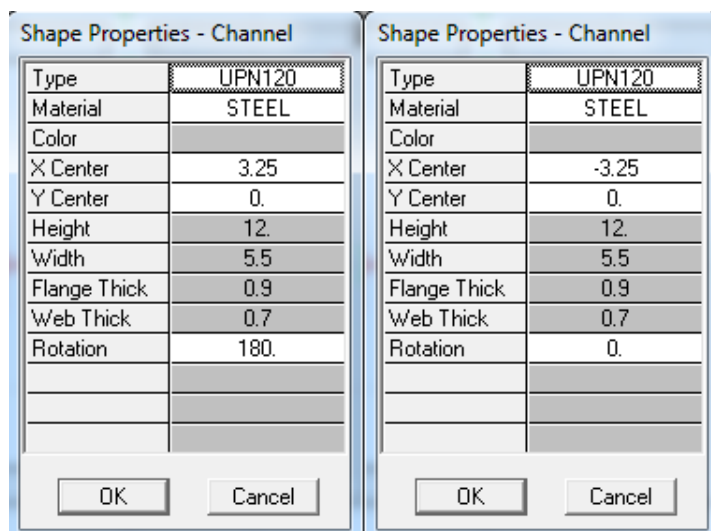 Shape Properties - Channel
Type UPN120
Material STEEL
Color
X Center 3.25
Y Center 0.
Height 12.
Width 5.5
Flange Thick 0.9
Web Thick 0.7
Rotation 180.
OK Cancel
Shape Properties - Channel
Type UPN120
Material STEEL
Color
X Center -3.25
Y Center 0.
Height 12.
Width 5.5
Flange Thick 0.9
Web Thick 0.7
Rotation 0.
OK Cancel